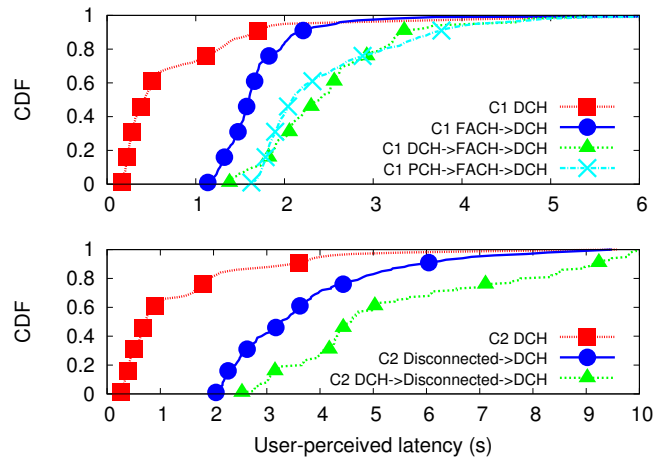 1
0.8
0.6
0.4
0.2
0
CDF
C1 DCH
C1 FACH->DCH
C1 DCH->FACH->DCH
C1 PCH->FACH->DCH
0 1 2 3 4 5 6
1
0.8
0.6
0.4
0.2
0
CDF
C2 DCH
C2 Disconnected->DCH
C2 DCH->Disconnected->DCH
0 1 2 3 4 5 6 7 8 9 10
User-perceived latency (s)